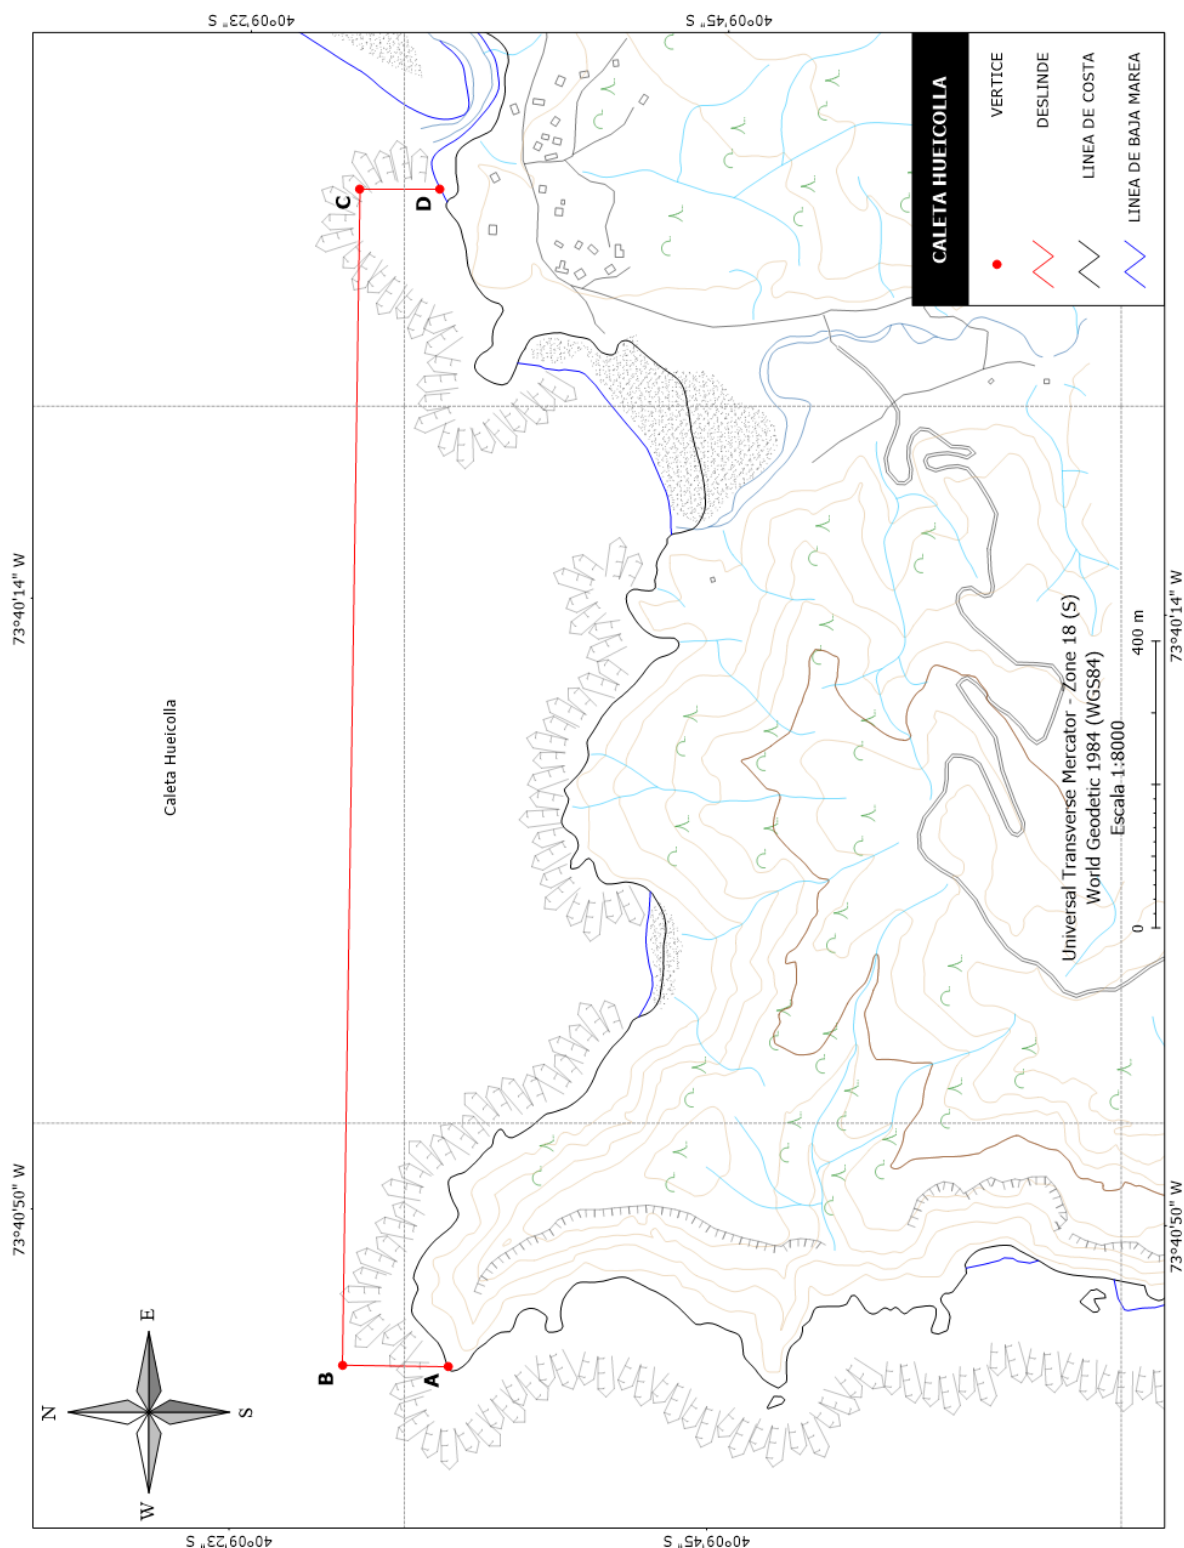 40°09'23" S
40°09'45" S
73°40'14" W
73°40'50" W
Caleta Hueicolla
N
E
S
W
B
A
C
D
CALETA HUEICOLLA
VERTICE
DESLINDE
LINEA DE COSTA
LINEA DE BAJA MAREA
Universal Transverse Mercator - Zone 18 (S)
World Geodetic 1984 (WGS84)
Escala 1:8000
0
400 m
73°40'14" W
73°40'50" W
40°09'23" S
40°09'45" S